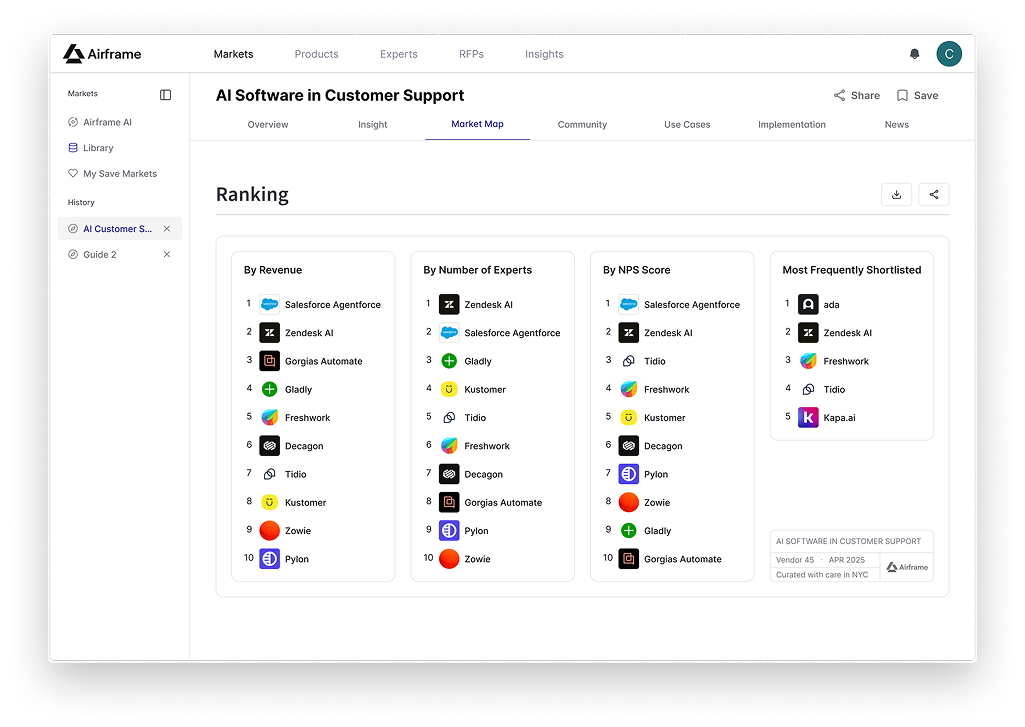 Airframe
Markets Products Experts RFPs Insights
C
Markets
Airframe AI
Library
My Save Markets
History
AI Customer S...
Guide 2
AI Software in Customer Support
Share Save
Overview Insight Market Map Community Use Cases Implementation News
Ranking
By Revenue
1 Salesforce Agentforce
2 Zendesk AI
3 Gorgias Automate
4 Gladly
5 Freshwork
6 Decagon
7 Tidio
8 Kustomer
9 Zowie
10 Pylon
By Number of Experts
1 Zendesk AI
2 Salesforce Agentforce
3 Gladly
4 Kustomer
5 Tidio
6 Freshwork
7 Decagon
8 Gorgias Automate
9 Pylon
10 Zowie
By NPS Score
1 Salesforce Agentforce
2 Zendesk AI
3 Tidio
4 Freshwork
5 Kustomer
6 Decagon
7 Pylon
8 Zowie
9 Gladly
10 Gorgias Automate
Most Frequently Shortlisted
1 ada
2 Zendesk AI
3 Freshwork
4 Tidio
5 Kapa.ai
AI SOFTWARE IN CUSTOMER SUPPORT
Vendor 45 · APR 2025
Curated with care in NYC
Airframe